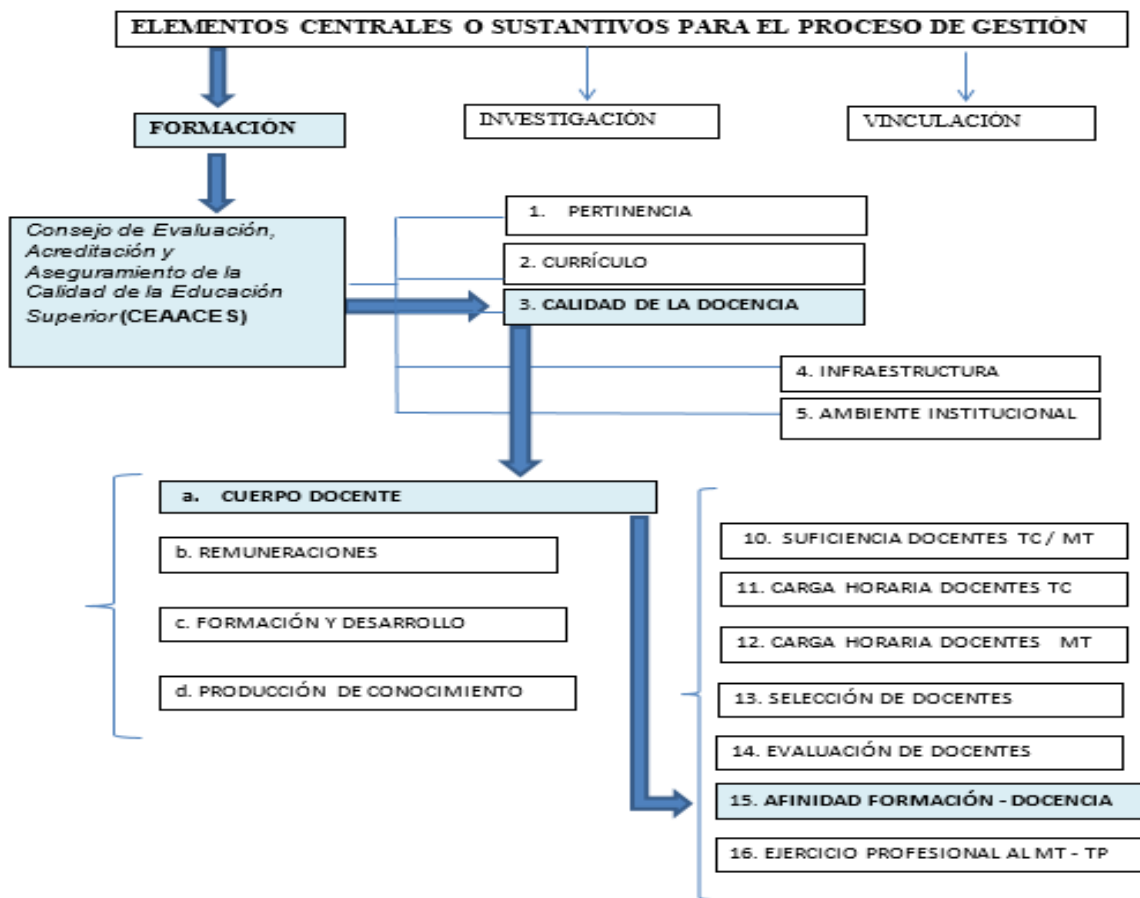 ELEMENTOS CENTRALES O SUSTANTIVOS PARA EL PROCESO DE GESTIÓN
FORMACIÓN
INVESTIGACIÓN
VINCULACIÓN
Consejo de Evaluación,
Acreditación y
Aseguramiento de la
Calidad de la Educación
Superior (CEAACES)
1. PERTINENCIA
2. CURRÍCULO
3. CALIDAD DE LA DOCENCIA
4. INFRAESTRUCTURA
5. AMBIENTE INSTITUCIONAL
a. CUERPO DOCENTE
b. REMUNERACIONES
c. FORMACIÓN Y DESARROLLO
d. PRODUCCIÓN DE CONOCIMIENTO
10. SUFICIENCIA DOCENTES TC / MT
11. CARGA HORARIA DOCENTES TC
12. CARGA HORARIA DOCENTES MT
13. SELECCIÓN DE DOCENTES
14. EVALUACIÓN DE DOCENTES
15. AFINIDAD FORMACIÓN - DOCENCIA
16. EJERCICIO PROFESIONAL AL MT - TP